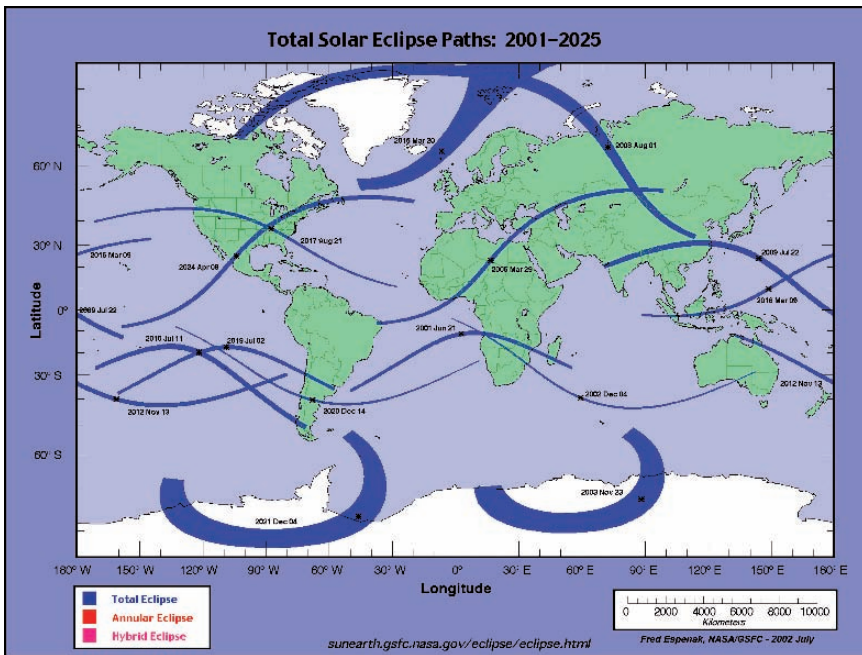 Total Solar Eclipse Paths: 2001–2025
60° N
30° N
0°
30° S
60° S
Latitude
2015 Mar 20
2008 Aug 01
2017 Aug 21
2016 Mar 09
2024 Apr 08
2006 Mar 29
2009 Jul 22
2016 Mar 09
2009 Jul 22
2010 Jul 11
2019 Jul 02
2001 Jun 21
2012 Nov 13
2020 Dec 14
2002 Dec 04
2012 Nov 13
2021 Dec 04
2003 Nov 23
180° W
150° W
120° W
90° W
60° W
30° W
0°
30° E
60° E
90° E
120° E
150° E
180° E
Longitude
Total Eclipse
Annular Eclipse
Hybrid Eclipse
0 2000 4000 6000 8000 10000
Kilometers
sunearth.gsfc.nasa.gov/eclipse/eclipse.html
Fred Espenak, NASA/GSFC - 2002 July